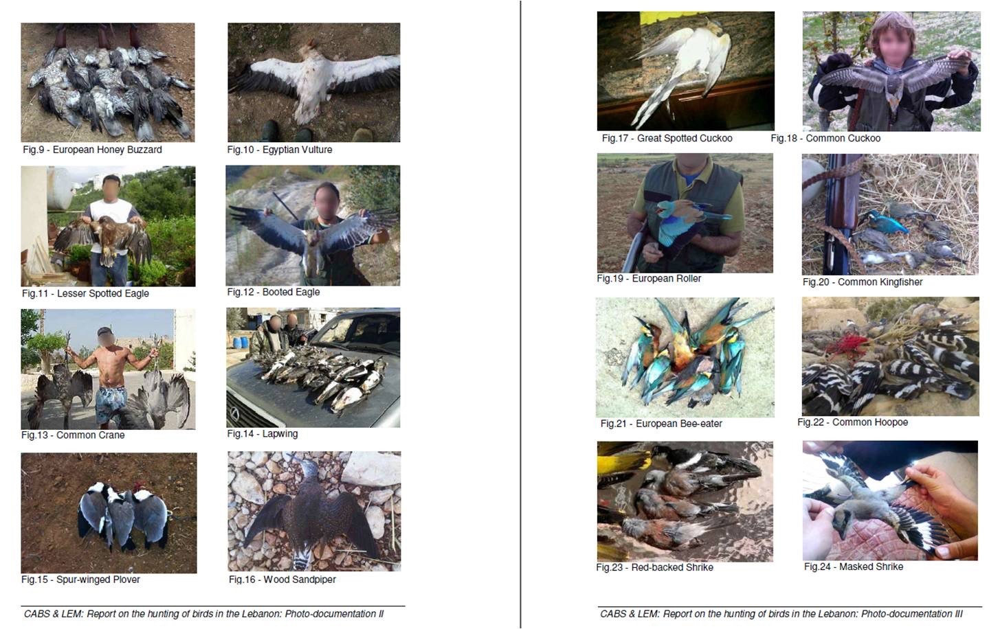 Fig.9 - European Honey Buzzard
Fig.10 - Egyptian Vulture
Fig.11 - Lesser Spotted Eagle
Fig.12 - Booted Eagle
Fig.13 - Common Crane
Fig.14 - Lapwing
Fig.15 - Spur-winged Plover
Fig.16 - Wood Sandpiper
CABS & LEM: Report on the hunting of birds in the Lebanon: Photo-documentation II
Fig.17 - Great Spotted Cuckoo
Fig.18 - Common Cuckoo
Fig.19 - European Roller
Fig.20 - Common Kingfisher
Fig.21 - European Bee-eater
Fig.22 - Common Hoopoe
Fig.23 - Red-backed Shrike
Fig.24 - Masked Shrike
CABS & LEM: Report on the hunting of birds in the Lebanon: Photo-documentation III